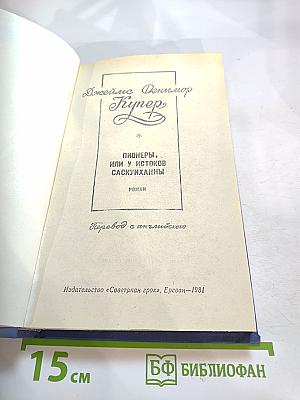 Джеймс Фенимор
Купер
ПИОНЕРЫ,
ИЛИ У ИСТОКОВ
САСКУИХАННЫ
РОМАН
Перевод с английского
Издательство «Советакан грох», Ереван—1981
15 см
БФ БИБЛИОФАН